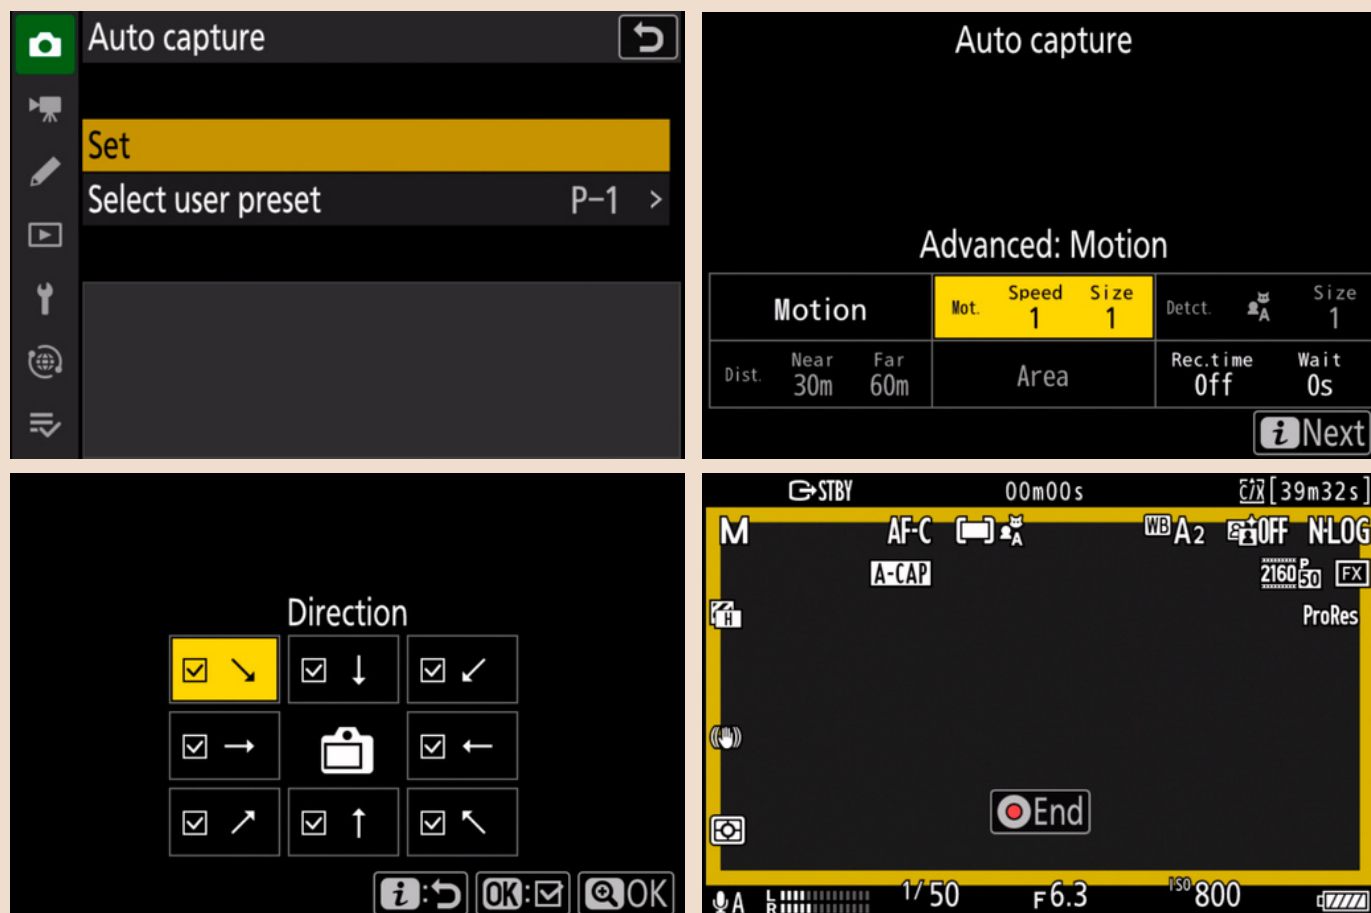 Auto capture
Set
Select user preset P-1 >
Auto capture
Advanced: Motion
Motion Mot. Speed 1 Size 1 Detct. A Size 1
Dist. Near 30m Far 60m Area Rec.time Off Wait 0s
i Next
Direction
i: OK: OK
STBY 00m00s [39m32s]
M AF-C A WB A2 OFF N-LOG
A-CAP 2160 P 50 FX
H ProRes
End
A L R 1/50 F6.3 ISO 800